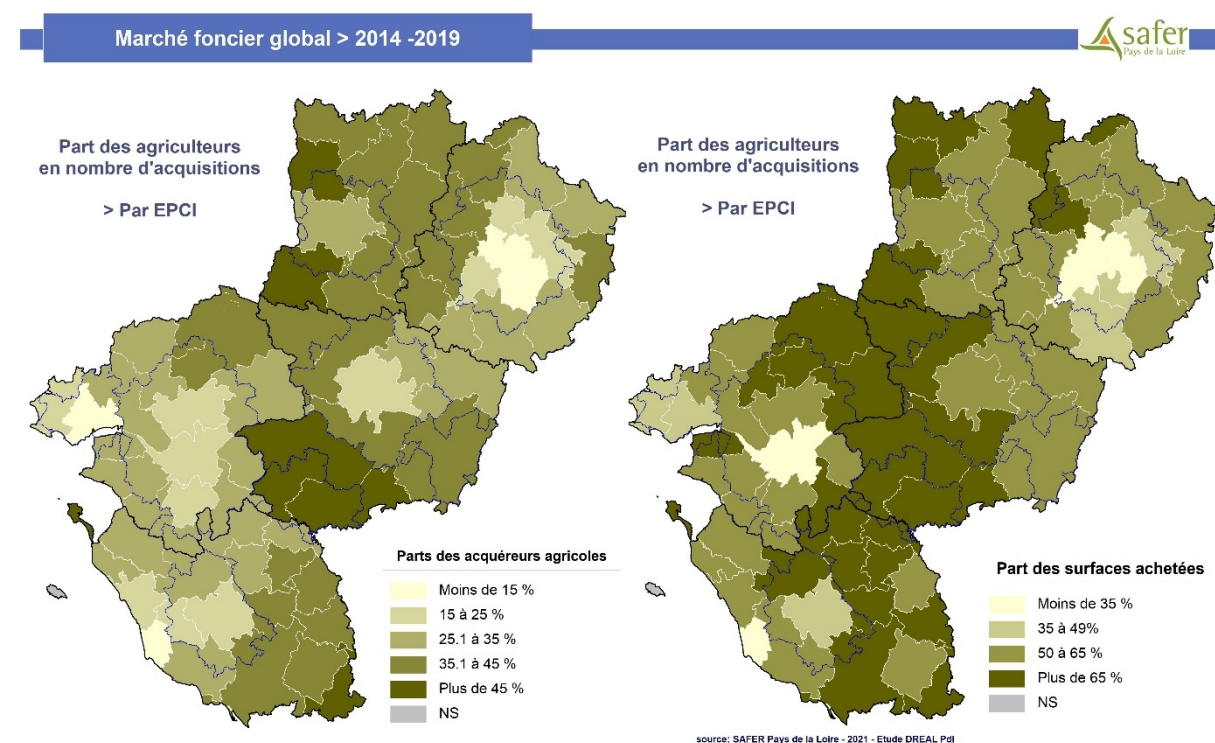 Marché foncier global > 2014 -2019
safer
Pays de la Loire
Part des agriculteurs
en nombre d'acquisitions
> Par EPCI
Part des agriculteurs
en nombre d'acquisitions
> Par EPCI
Parts des acquéreurs agricoles
Moins de 15 %
15 à 25 %
25.1 à 35 %
35.1 à 45 %
Plus de 45 %
NS
Part des surfaces achetées
Moins de 35 %
35 à 49%
50 à 65 %
Plus de 65 %
NS
source: SAFER Pays de la Loire - 2021 - Etude DREAL Pdl